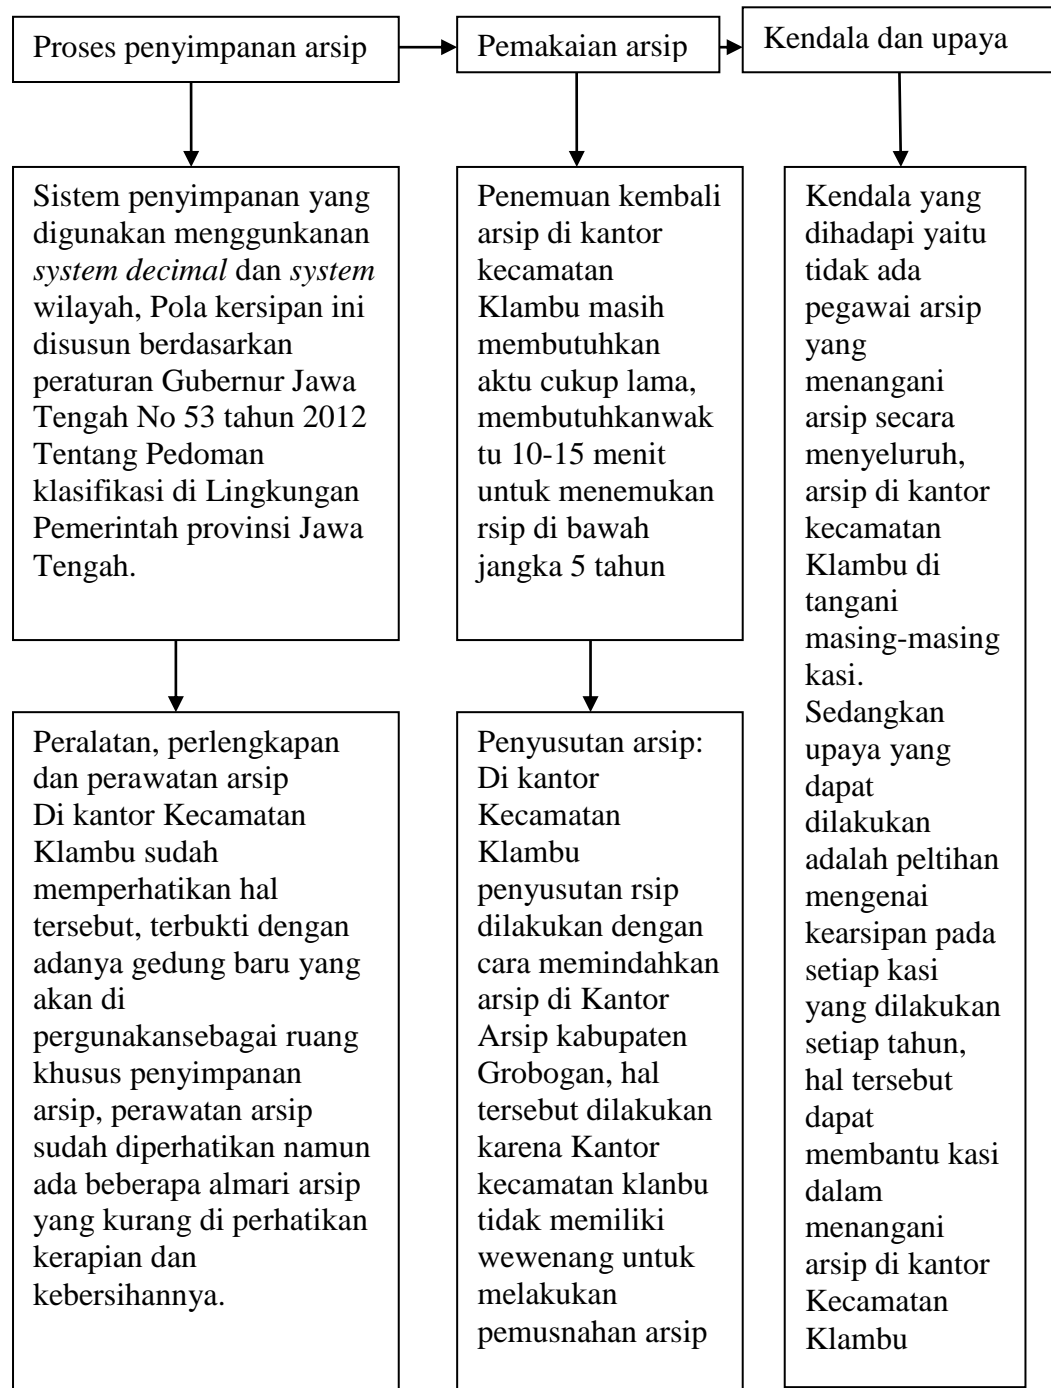 Proses penyimpanan arsip
Pemakaian arsip
Kendala dan upaya
Sistem penyimpanan yang
digunakan menggunkanan
system decimal dan system
wilayah, Pola kersipan ini
disusun berdasarkan
peraturan Gubernur Jawa
Tengah No 53 tahun 2012
Tentang Pedoman
klasifikasi di Lingkungan
Pemerintah provinsi Jawa
Tengah.
Penemuan kembali
arsip di kantor
kecamatan
Klambu masih
membutuhkan
aktu cukup lama,
membutuhkanwak
tu 10-15 menit
untuk menemukan
rsip di bawah
jangka 5 tahun
Kendala yang
dihadapi yaitu
tidak ada
pegawai arsip
yang
menangani
arsip secara
menyeluruh,
arsip di kantor
kecamatan
Klambu di
tangani
masing-masing
kasi.
Sedangkan
upaya yang
dapat
dilakukan
adalah peltihan
mengenai
kearsipan pada
setiap kasi
yang dilakukan
setiap tahun,
hal tersebut
dapat
membantu kasi
dalam
menangani
arsip di kantor
Kecamatan
Klambu
Peralatan, perlengkapan
dan perawatan arsip
Di kantor Kecamatan
Klambu sudah
memperhatikan hal
tersebut, terbukti dengan
adanya gedung baru yang
akan di
pergunakansebagai ruang
khusus penyimpanan
arsip, perawatan arsip
sudah diperhatikan namun
ada beberapa almari arsip
yang kurang di perhatikan
kerapian dan
kebersihannya.
Penyusutan arsip:
Di kantor
Kecamatan
Klambu
penyusutan rsip
dilakukan dengan
cara memindahkan
arsip di Kantor
Arsip kabupaten
Grobogan, hal
tersebut dilakukan
karena Kantor
kecamatan klanbu
tidak memiliki
wewenang untuk
melakukan
pemusnahan arsip